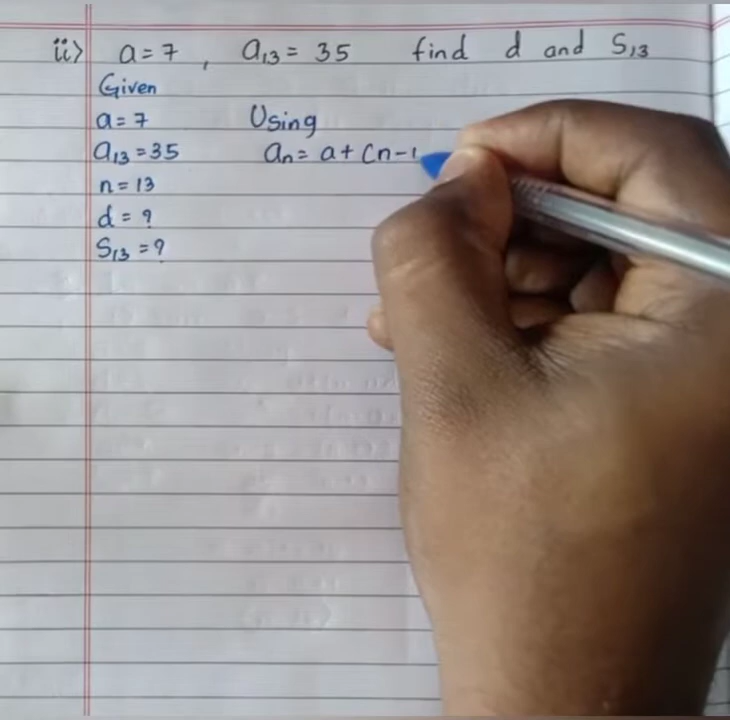 ii> a = 7 , a13 = 35 find d and S13
Given
a = 7 Using
a13 = 35 an = a + (n-1
n = 13
d = ?
S13 = ?